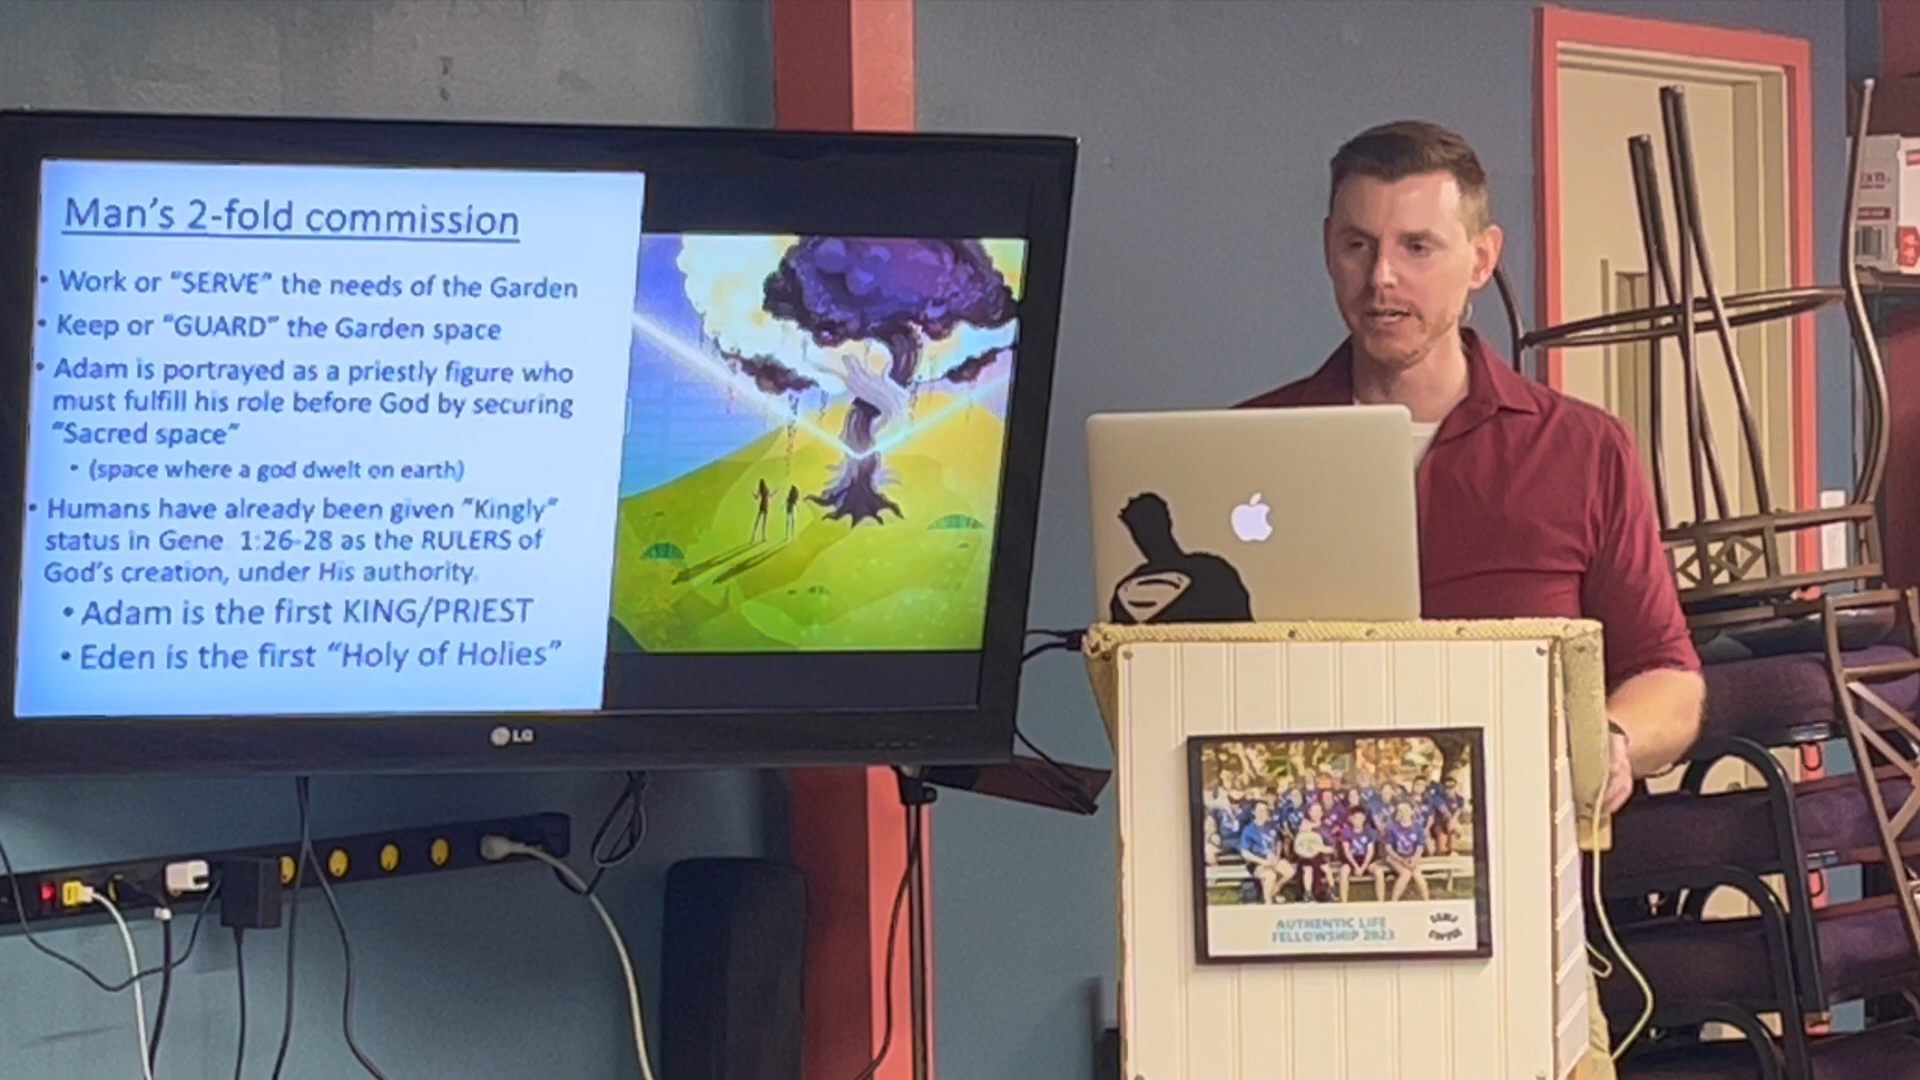 Man's 2-fold commission
• Work or "SERVE" the needs of the Garden
• Keep or "GUARD" the Garden space
• Adam is portrayed as a priestly figure who
must fulfill his role before God by securing
"Sacred space"
• (space where a god dwelt on earth)
• Humans have already been given "Kingly"
status in Gene 1:26-28 as the RULERS of
God's creation, under His authority.
• Adam is the first KING/PRIEST
• Eden is the first "Holy of Holies"
LG
AUTHENTIC LIFE
FELLOWSHIP 2023